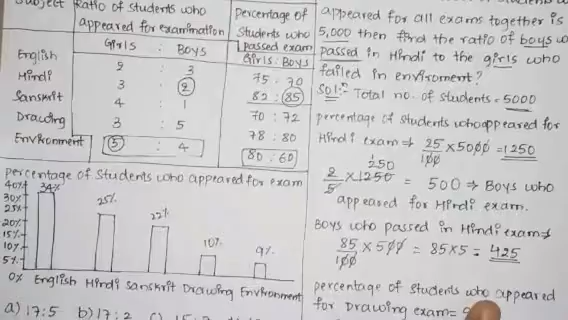 Subject
Ratio of students who
appeared for examination
Girls : Boys
Percentage of
Students who
passed exam
Girls : Boys
English 2 : 3 75 : 70
Hindi 3 : 2 82 : 85
Sanskrit 4 : 1 70 : 72
Drawing 3 : 5 78 : 80
Environment 5 : 4 80 : 60
percentage of students who appeared for exam
40%
30%
25%
20%
15%
10%
5%
0%
34%
25%
22%
10%
9%
English Hindi Sanskrit Drawing Environment
a) 17:5 b) 17:2
appeared for all exams together is
5,000 then find the ratio of boys w
passed in Hindi to the girls who
failed in enviroment?
Sol:- Total no. of students = 5000
percentage of students who appeared for
Hindi exam ⇒ 25/100 × 5000 = 1250
2/5 × 1250 = 500 ⇒ Boys who
250
appeared for Hindi exam.
Boys who passed in Hindi exam ⇒
85/100 × 500 = 85×5 = 425
percentage of students who appeared
for Drawing exam =